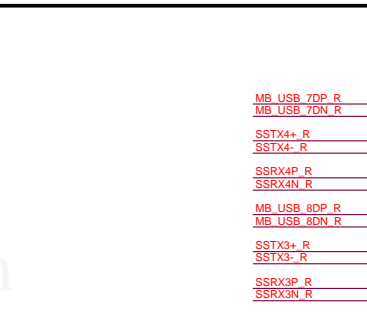 MB_USB_7DP_R
MB_USB_7DN_R
SSTX4+_R
SSTX4-_R
SSRX4P_R
SSRX4N_R
MB_USB_8DP_R
MB_USB_8DN_R
SSTX3+_R
SSTX3-_R
SSRX3P_R
SSRX3N_R